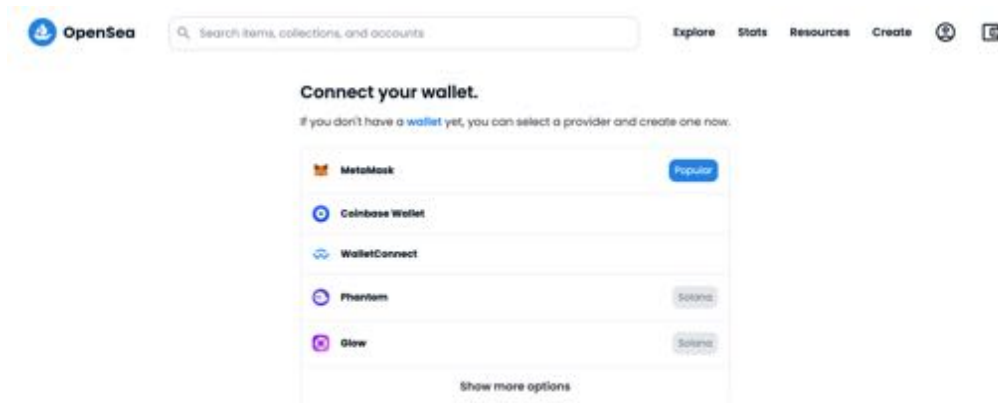 OpenSea Search items, collections, and accounts Explore Stats Resources Create
Connect your wallet.
If you don't have a wallet yet, you can select a provider and create one now.
MetaMask Popular
Coinbase Wallet
WalletConnect
Phantom Solana
Glow Solana
Show more options